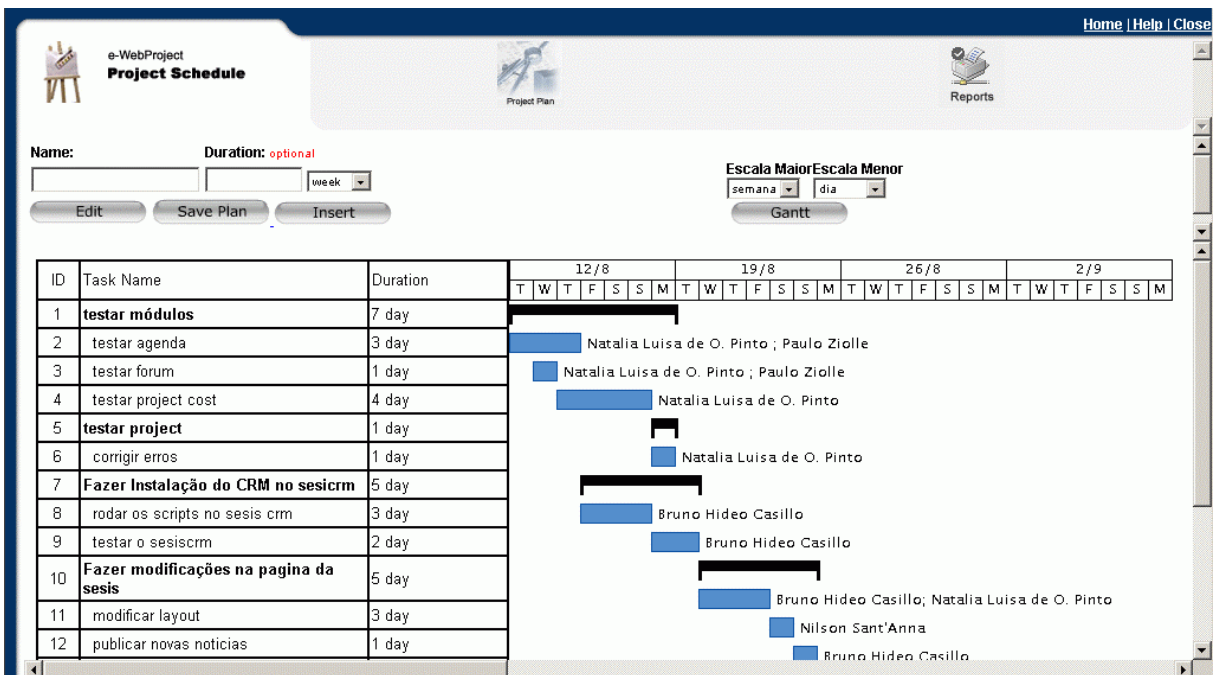 Home | Help | Close
e-WebProject
Project Schedule
Project Plan
Reports
Name:
Duration: optional
week
Escala MaiorEscala Menor
semana
dia
Edit
Save Plan
Insert
Gantt
ID
Task Name
Duration
12/8
19/8
26/8
2/9
T W T F S S M T W T F S S M T W T F S S M T W T F S S M
1 testar módulos 7 day
2 testar agenda 3 day Natalia Luisa de O. Pinto ; Paulo Ziolle
3 testar forum 1 day Natalia Luisa de O. Pinto ; Paulo Ziolle
4 testar project cost 4 day Natalia Luisa de O. Pinto
5 testar project 1 day
6 corrigir erros 1 day Natalia Luisa de O. Pinto
7 Fazer Instalação do CRM no sesicrm 5 day
8 rodar os scripts no sesis crm 3 day Bruno Hideo Casillo
9 testar o sesiscrm 2 day Bruno Hideo Casillo
10 Fazer modificações na pagina da
sesis 5 day
11 modificar layout 3 day Bruno Hideo Casillo; Natalia Luisa de O. Pinto
12 publicar novas noticias 1 day Nilson Sant'Anna
Bruno Hideo Casillo